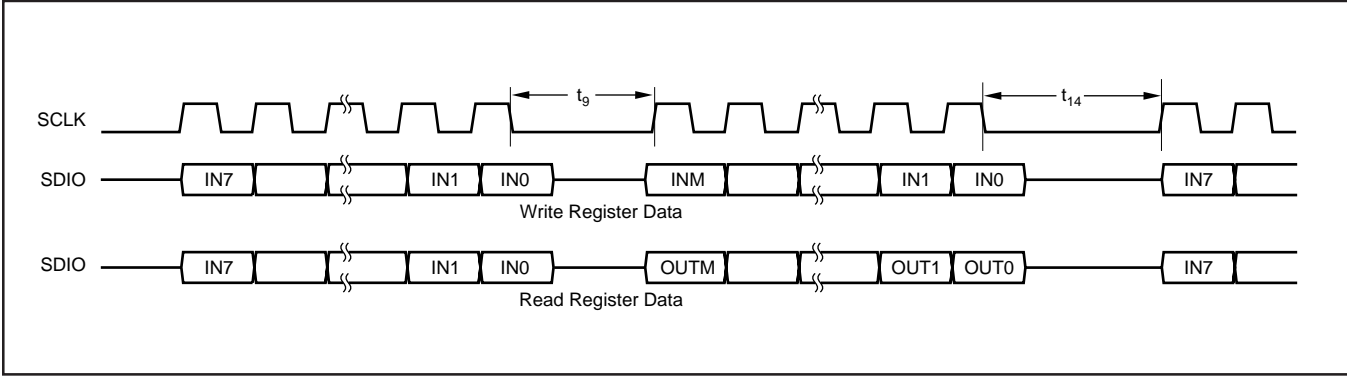 SCLK t9 t14
SDIO IN7 IN1 IN0 INM IN1 IN0 IN7
Write Register Data
SDIO IN7 IN1 IN0 OUTM OUT1 OUT0 IN7
Read Register Data